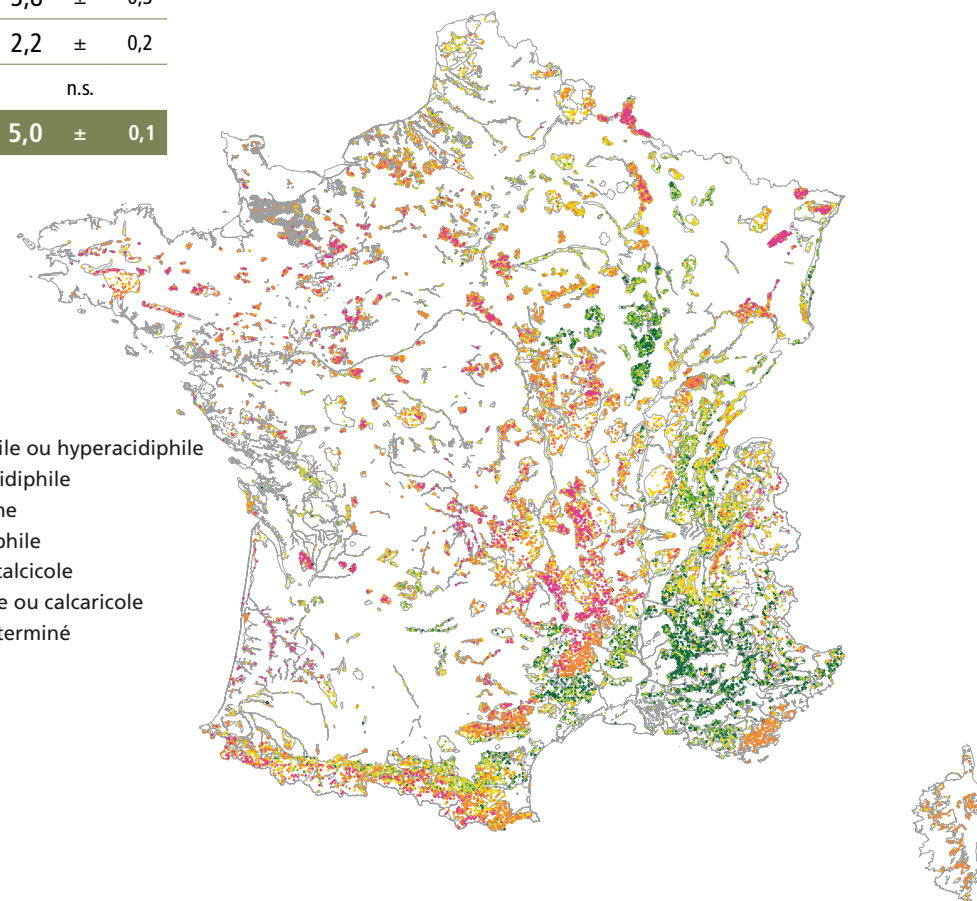 2,2 ± 0,2
n.s.
5,0 ± 0,1
ile ou hyperacidiphile
idiphile
ne
phile
calcicole
e ou calcaricole
terminé